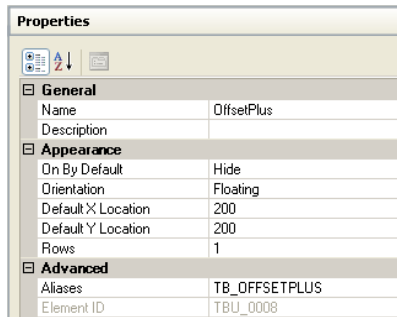 Properties
General
Name OffsetPlus
Description
Appearance
On By Default Hide
Orientation Floating
Default X Location 200
Default Y Location 200
Rows 1
Advanced
Aliases TB_OFFSETPLUS
Element ID TBU_0008